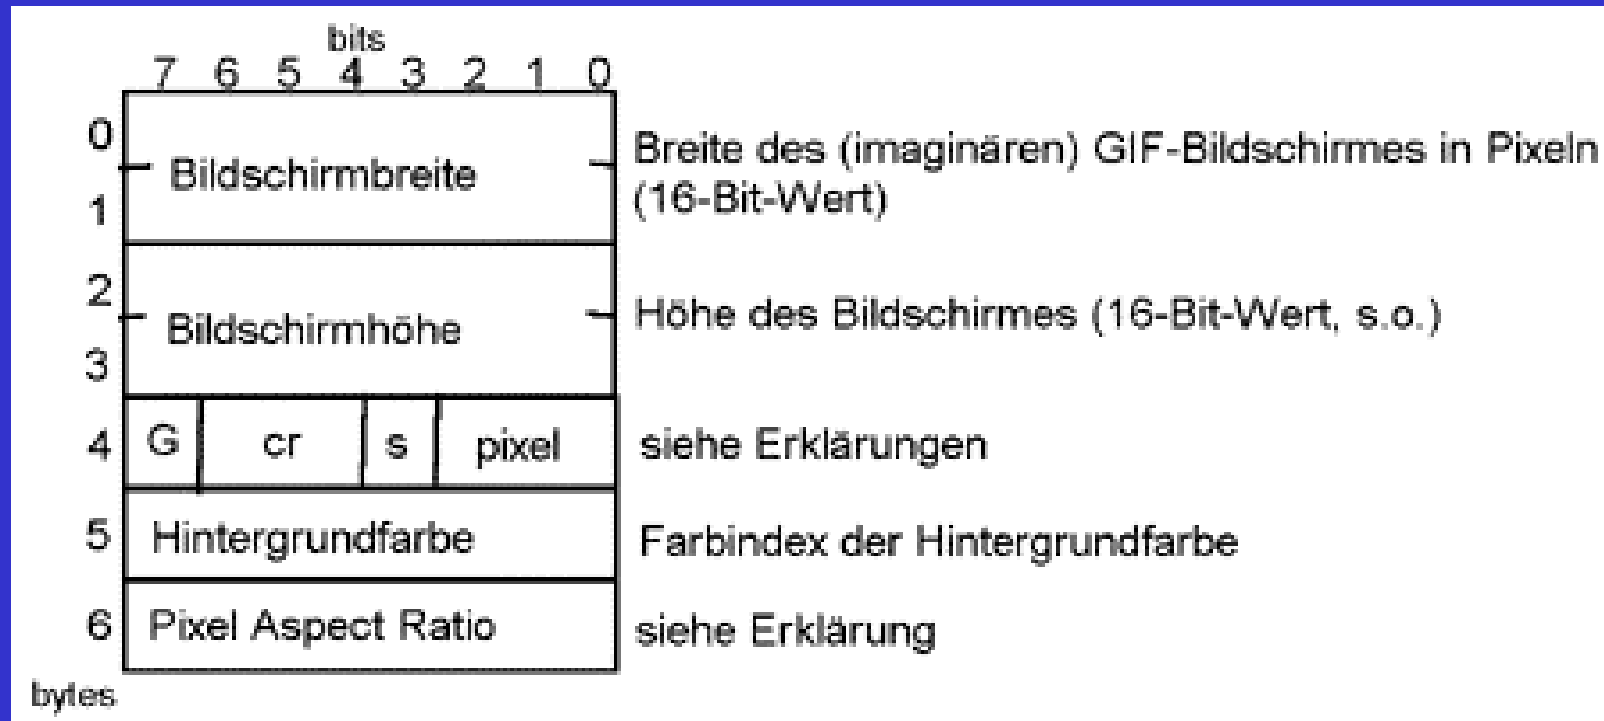 bits
7 6 5 4 3 2 1 0
0
Bildschirmbreite
1
Breite des (imaginären) GIF-Bildschirmes in Pixeln
(16-Bit-Wert)
2
Bildschirmhöhe
3
Höhe des Bildschirmes (16-Bit-Wert, s.o.)
4 G cr s pixel siehe Erklärungen
5 Hintergrundfarbe Farbindex der Hintergrundfarbe
6 Pixel Aspect Ratio siehe Erklärung
bytes